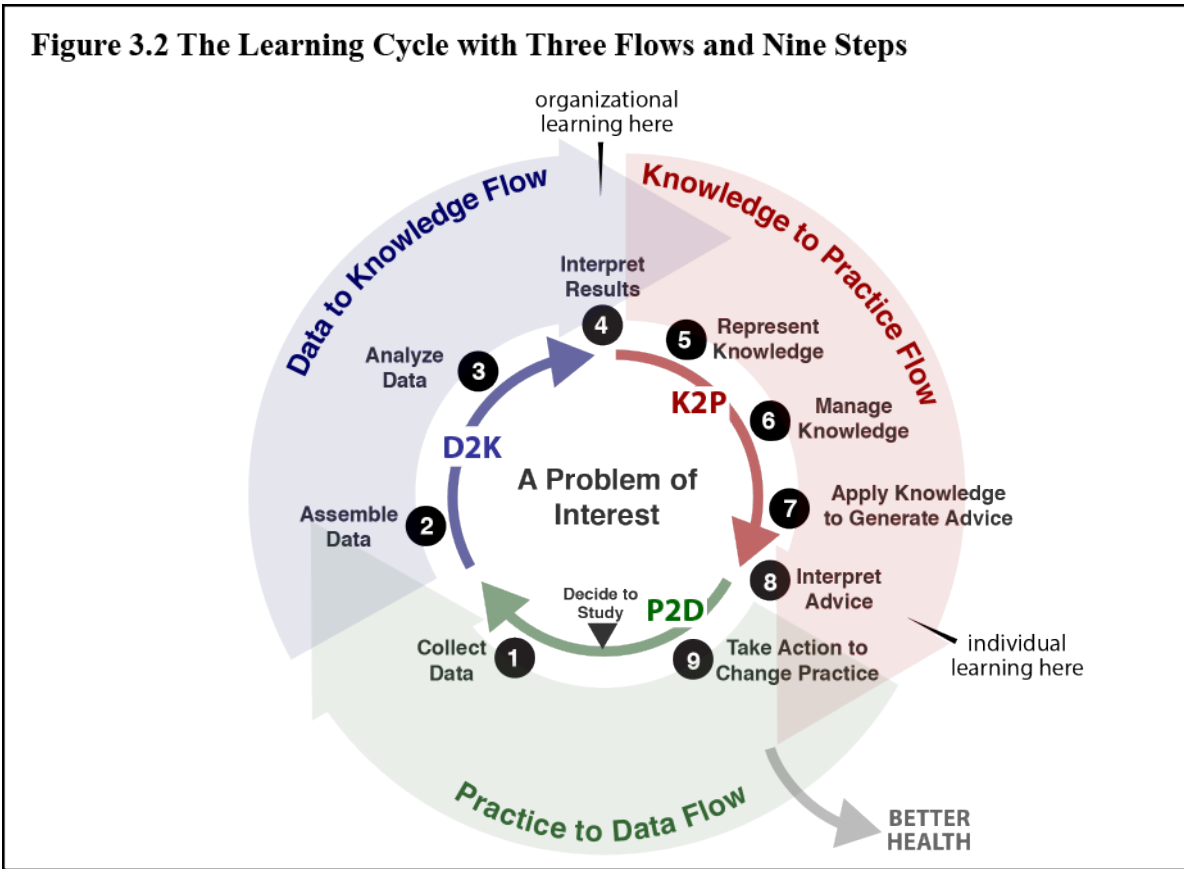 Figure 3.2 The Learning Cycle with Three Flows and Nine Steps
organizational
learning here
Data to Knowledge Flow
Knowledge to Practice Flow
Interpret
Results
4
5
Represent
Knowledge
Analyze
Data
3
K2P
6
Manage
Knowledge
D2K
A Problem of
Interest
7
Apply Knowledge
to Generate Advice
Assemble
Data
2
8
Interpret
Advice
Decide to
Study
P2D
Collect
Data
1
9
Take Action to
Change Practice
individual
learning here
Practice to Data Flow
BETTER
HEALTH